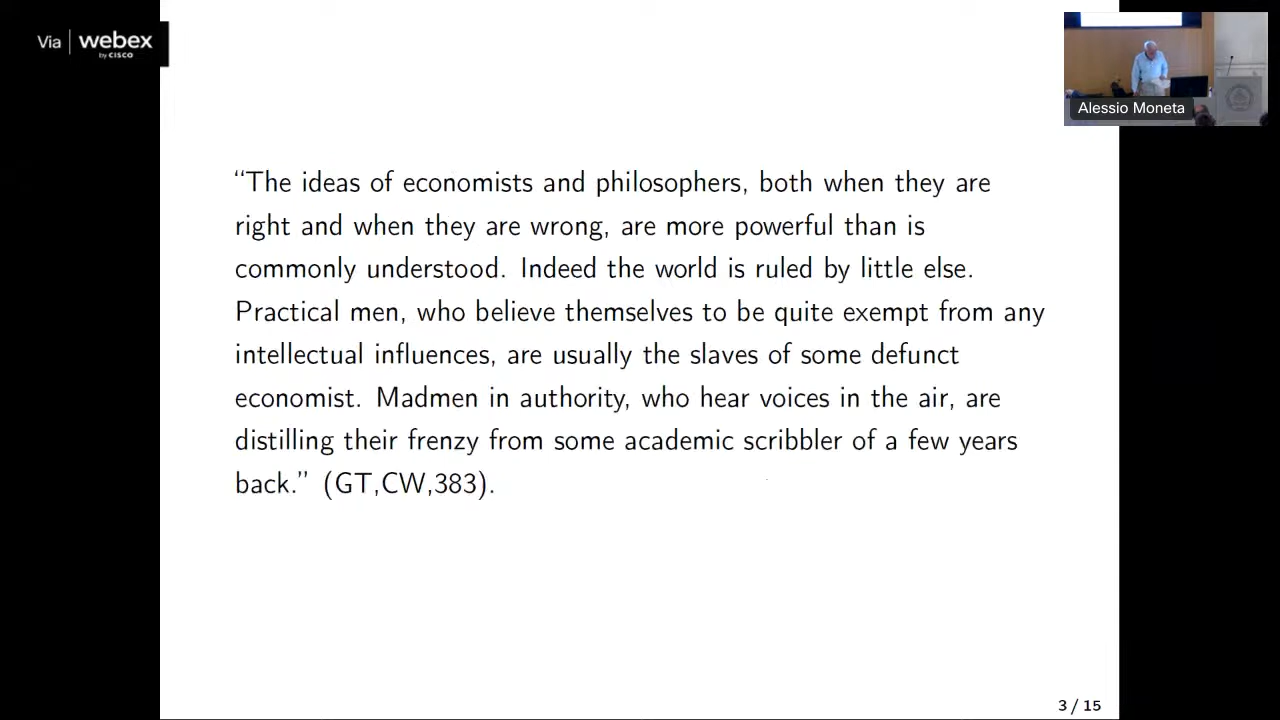 Via webex
by CISCO
Alessio Moneta
“The ideas of economists and philosophers, both when they are
right and when they are wrong, are more powerful than is
commonly understood. Indeed the world is ruled by little else.
Practical men, who believe themselves to be quite exempt from any
intellectual influences, are usually the slaves of some defunct
economist. Madmen in authority, who hear voices in the air, are
distilling their frenzy from some academic scribbler of a few years
back.” (GT,CW,383).
3 / 15